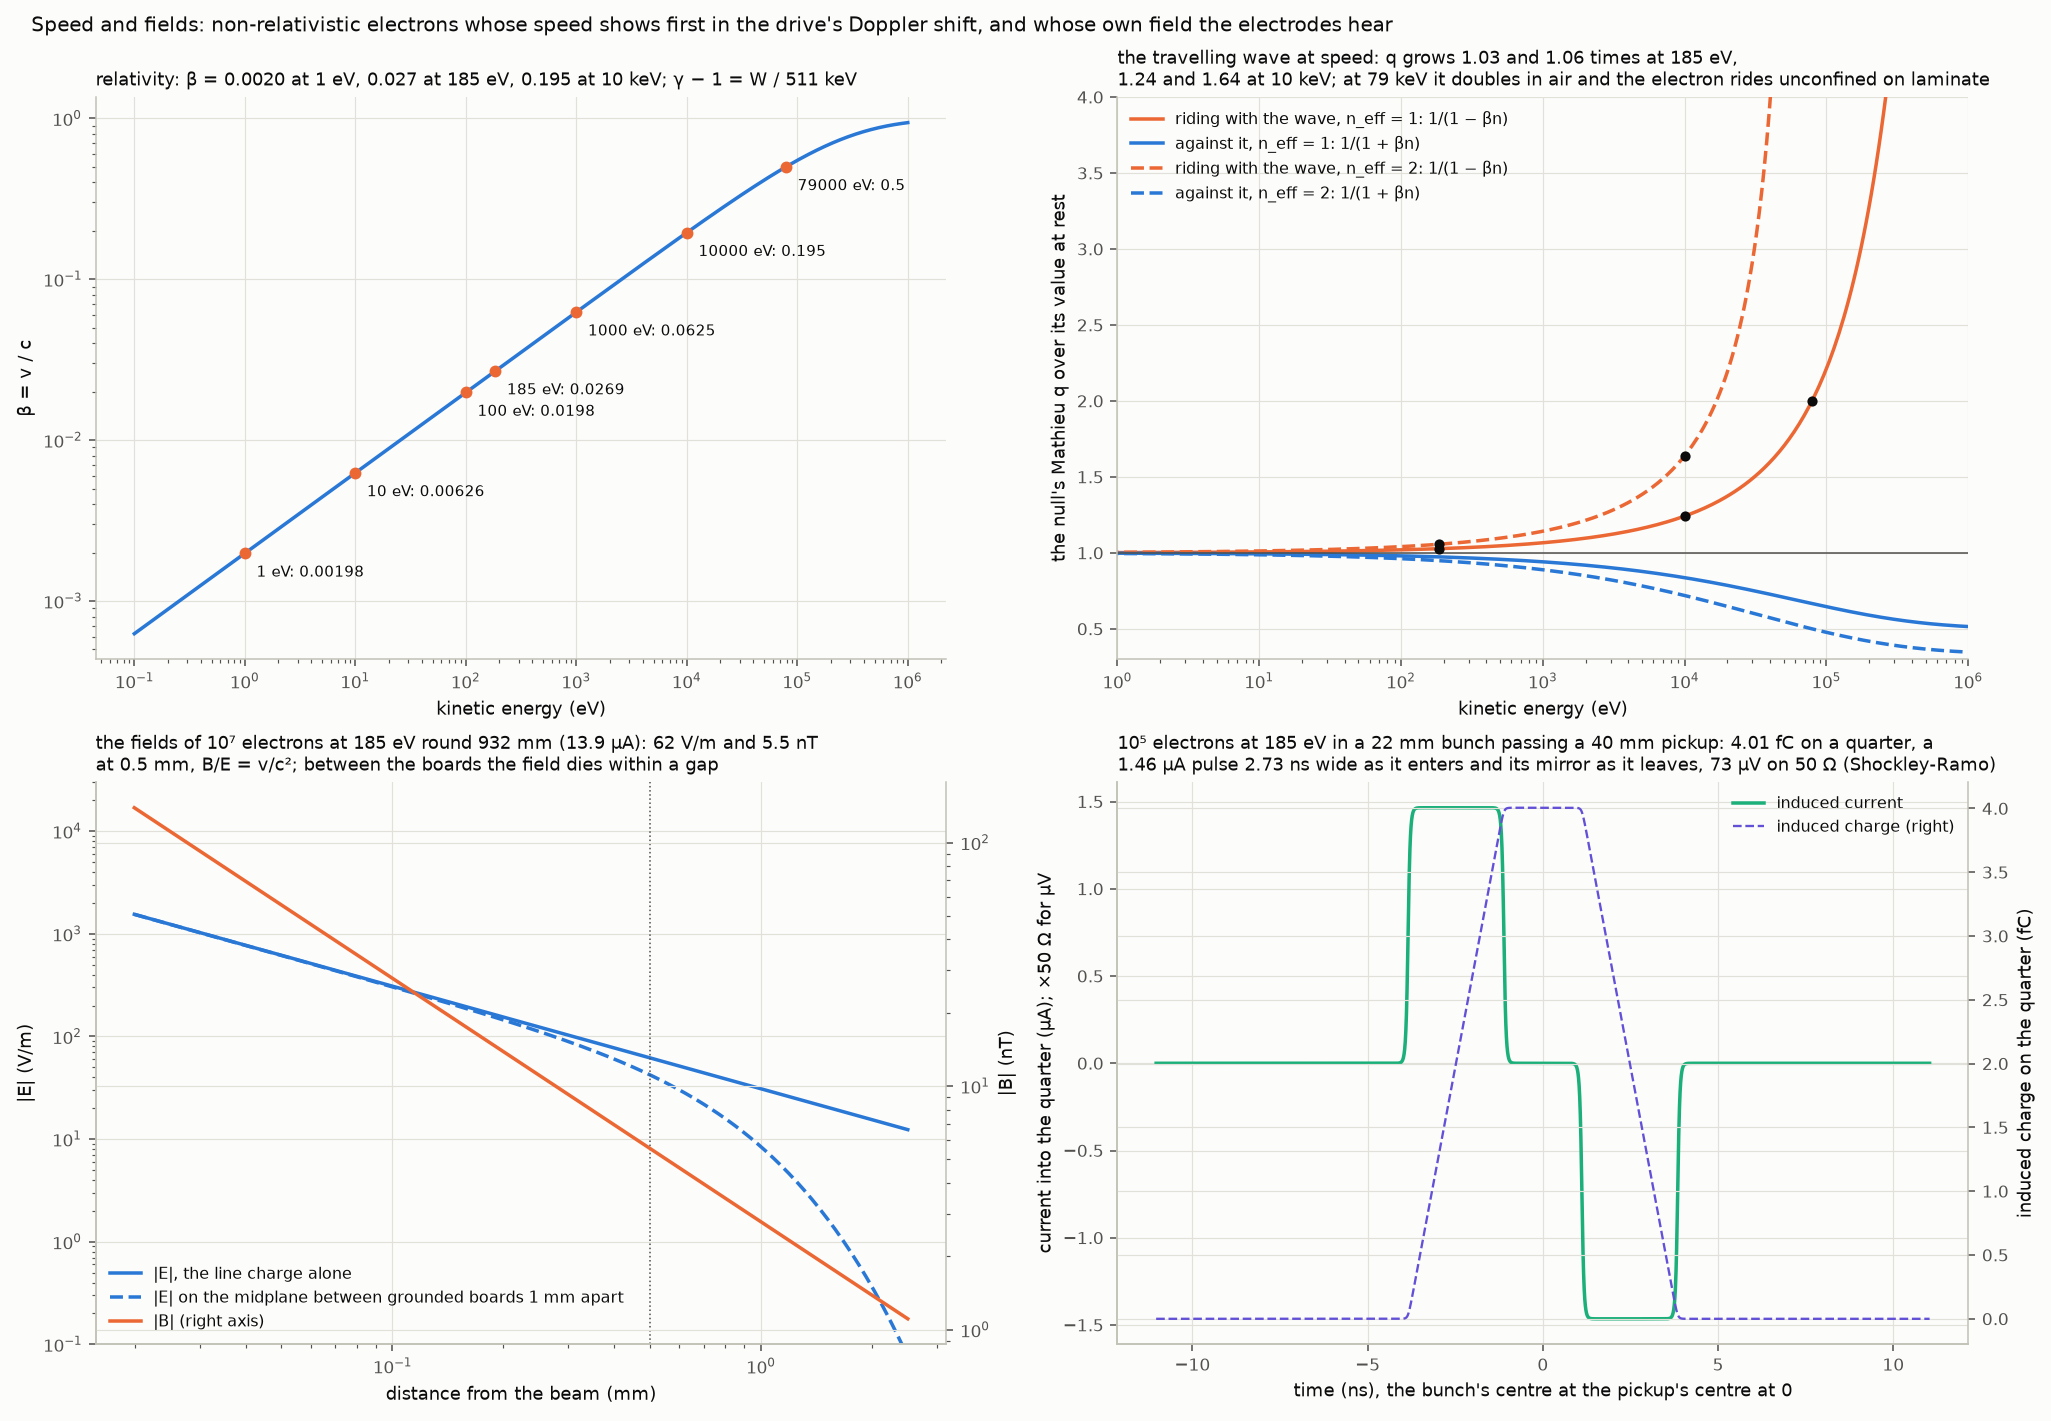 Speed and fields: non-relativistic electrons whose speed shows first in the drive's Doppler shift, and whose own field the electrodes hear
relativity: β = 0.0020 at 1 eV, 0.027 at 185 eV, 0.195 at 10 keV; γ − 1 = W / 511 keV
β = v / c
10⁰
10⁻¹
10⁻²
10⁻³
79000 eV: 0.5
10000 eV: 0.195
1000 eV: 0.0625
185 eV: 0.0269
100 eV: 0.0198
10 eV: 0.00626
1 eV: 0.00198
10⁻¹ 10⁰ 10¹ 10² 10³ 10⁴ 10⁵ 10⁶
kinetic energy (eV)
the travelling wave at speed: q grows 1.03 and 1.06 times at 185 eV,
1.24 and 1.64 at 10 keV; at 79 keV it doubles in air and the electron rides unconfined on laminate
the null's Mathieu q over its value at rest
4.0
3.5
3.0
2.5
2.0
1.5
1.0
0.5
riding with the wave, n_eff = 1: 1/(1 − βn)
against it, n_eff = 1: 1/(1 + βn)
riding with the wave, n_eff = 2: 1/(1 − βn)
against it, n_eff = 2: 1/(1 + βn)
10⁰ 10¹ 10² 10³ 10⁴ 10⁵ 10⁶
kinetic energy (eV)
the fields of 10⁷ electrons at 185 eV round 932 mm (13.9 µA): 62 V/m and 5.5 nT
at 0.5 mm, B/E = v/c²; between the boards the field dies within a gap
|E| (V/m)
10⁴
10³
10²
10¹
10⁰
10⁻¹
|E|, the line charge alone
|E| on the midplane between grounded boards 1 mm apart
|B| (right axis)
10²
10¹
10⁰
|B| (nT)
10⁻¹ 10⁰
distance from the beam (mm)
10⁵ electrons at 185 eV in a 22 mm bunch passing a 40 mm pickup: 4.01 fC on a quarter, a
1.46 µA pulse 2.73 ns wide as it enters and its mirror as it leaves, 73 µV on 50 Ω (Shockley-Ramo)
current into the quarter (µA); ×50 Ω for µV
1.5
1.0
0.5
0.0
−0.5
−1.0
−1.5
induced current
induced charge (right)
4.0
3.5
3.0
2.5
2.0
1.5
1.0
0.5
0.0
induced charge on the quarter (fC)
−10 −5 0 5 10
time (ns), the bunch's centre at the pickup's centre at 0